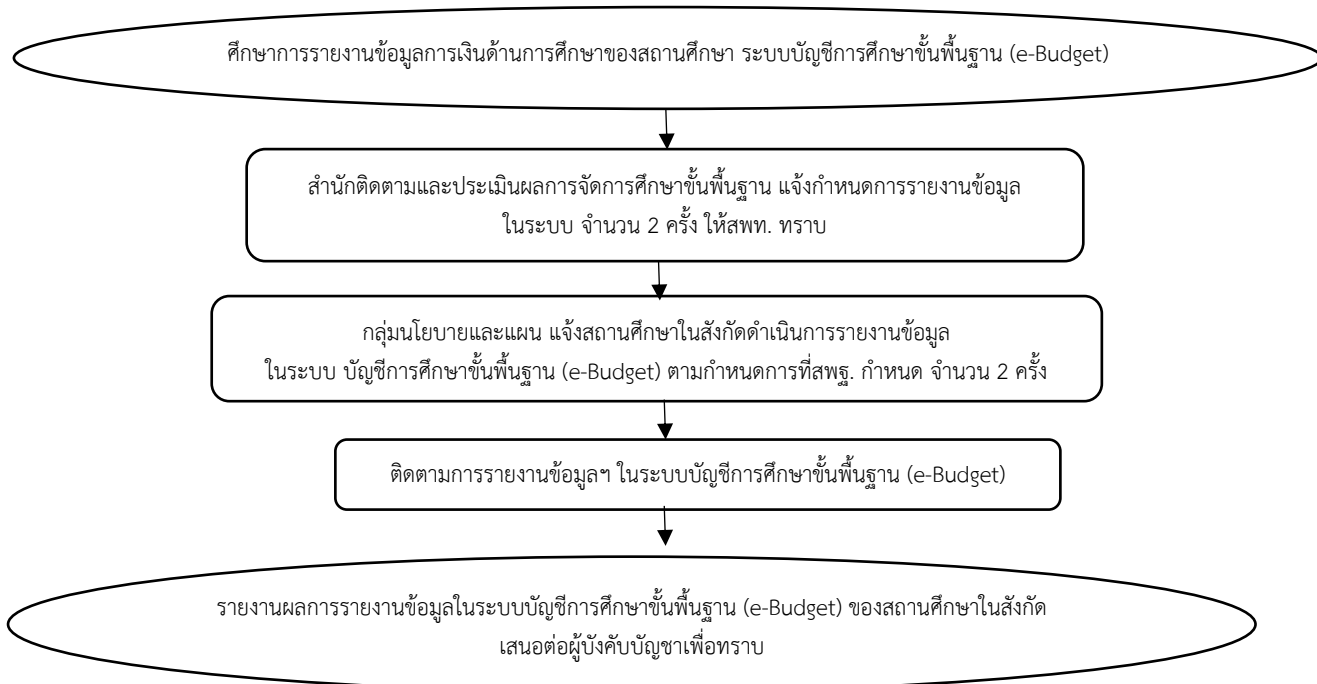 ศึกษาการรายงานข้อมูลการเงินด้านการศึกษาของสถานศึกษา ระบบบัญชีการศึกษาขั้นพื้นฐาน (e-Budget)
สำนักติดตามและประเมินผลการจัดการศึกษาขั้นพื้นฐาน แจ้งกำหนดการรายงานข้อมูล
ในระบบ จำนวน 2 ครั้ง ให้สพท. ทราบ
กลุ่มนโยบายและแผน แจ้งสถานศึกษาในสังกัดดำเนินการรายงานข้อมูล
ในระบบ บัญชีการศึกษาขั้นพื้นฐาน (e-Budget) ตามกำหนดการที่สพฐ. กำหนด จำนวน 2 ครั้ง
ติดตามการรายงานข้อมูลฯ ในระบบบัญชีการศึกษาขั้นพื้นฐาน (e-Budget)
รายงานผลการรายงานข้อมูลในระบบบัญชีการศึกษาขั้นพื้นฐาน (e-Budget) ของสถานศึกษาในสังกัด
เสนอต่อผู้บังคับบัญชาเพื่อทราบ